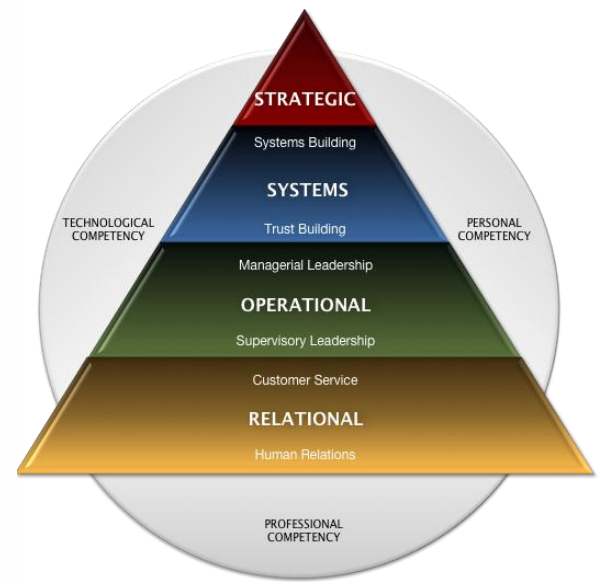 STRATEGIC
Systems Building
SYSTEMS
TECHNOLOGICAL
COMPETENCY
PERSONAL
COMPETENCY
Trust Building
Managerial Leadership
OPERATIONAL
Supervisory Leadership
Customer Service
RELATIONAL
Human Relations
PROFESSIONAL
COMPETENCY